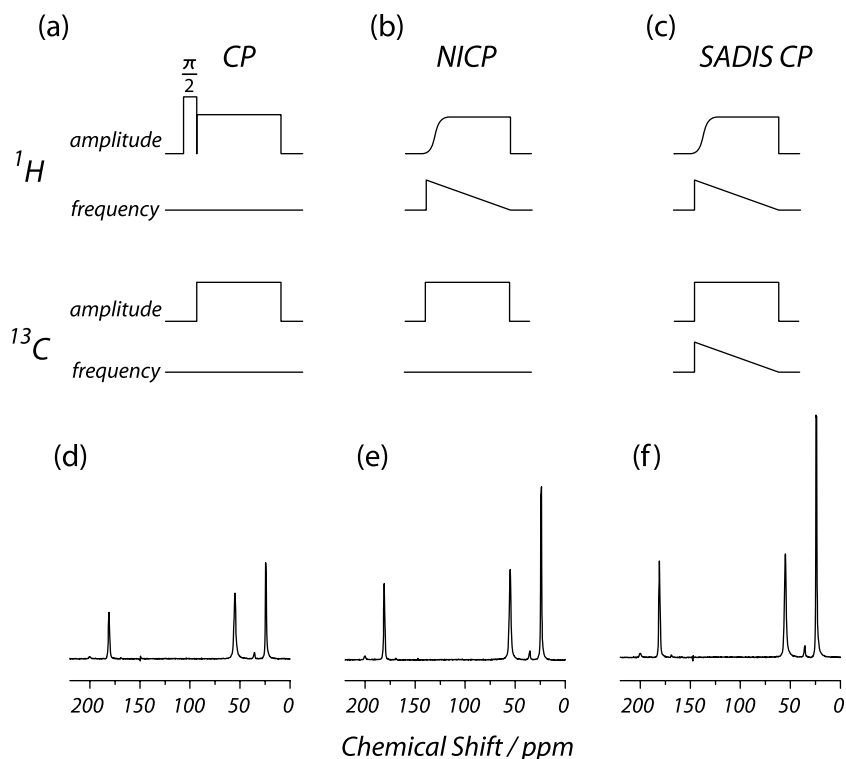 (a)
(b)
(c)
CP
NICP
SADIS CP
π
2
amplitude
1H
frequency
amplitude
13C
frequency
(d)
(e)
(f)
200 150 100 50 0
200 150 100 50 0
200 150 100 50 0
Chemical Shift / ppm